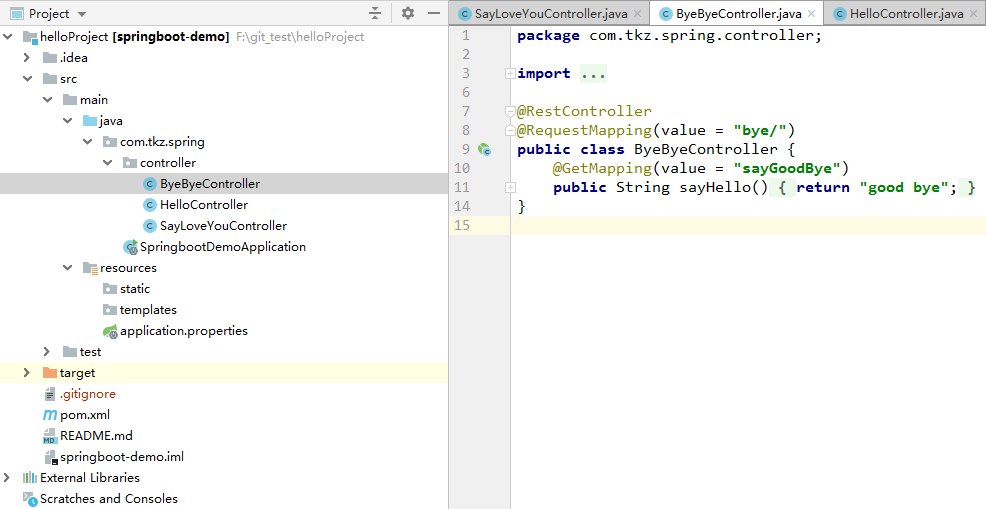 Project
helloProject [springboot-demo] F:\git_test\helloProject
.idea
src
main
java
com.tkz.spring
controller
ByeByeController
HelloController
SayLoveYouController
SpringbootDemoApplication
resources
static
templates
application.properties
test
target
.gitignore
pom.xml
README.md
springboot-demo.iml
External Libraries
Scratches and Consoles
SayLoveYouController.java ByeByeController.java HelloController.java
1 package com.tkz.spring.controller;
2
3 import ...
6
7 @RestController
8 @RequestMapping(value = "bye/")
9 public class ByeByeController {
10 @GetMapping(value = "sayGoodBye")
11 public String sayHello() { return "good bye"; }
14 }
15